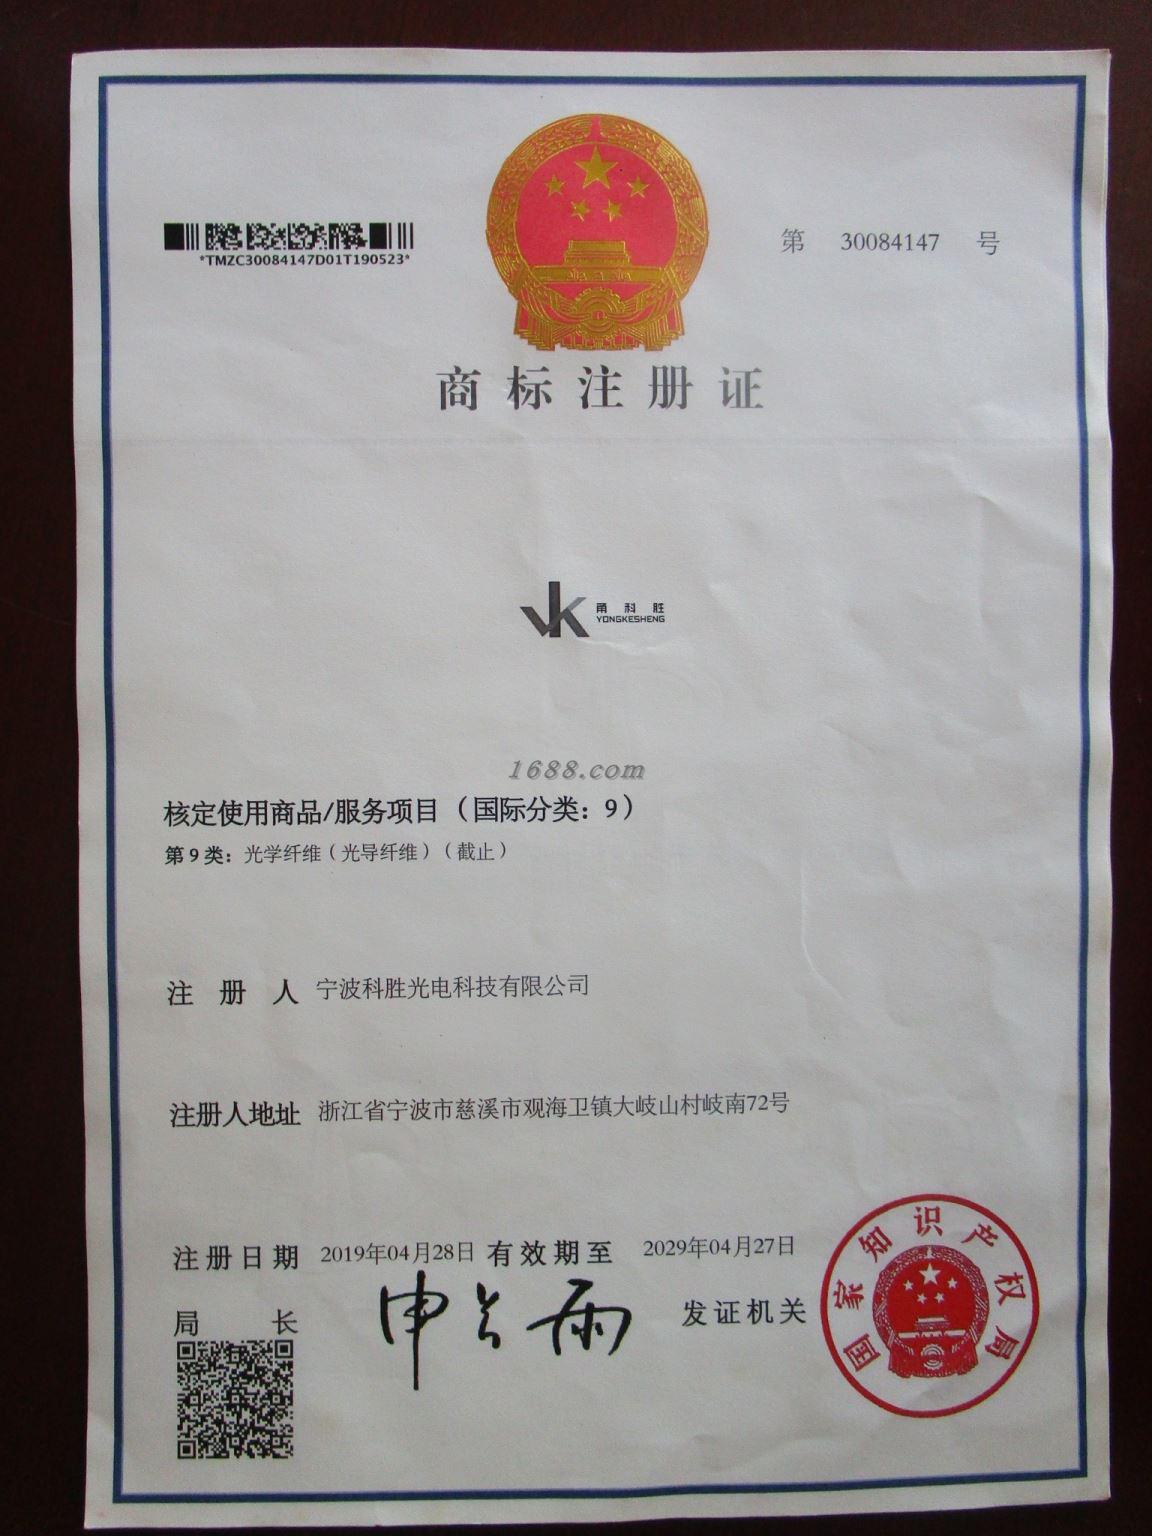 *TMZC30084147D01T190523*
第 30084147 号
商标注册证
甬科胜
YONGKESHENG
1688.com
核定使用商品/服务项目（国际分类：9）
第9类：光学纤维（光导纤维）（截止）
注册人 宁波科胜光电科技有限公司
注册人地址 浙江省宁波市慈溪市观海卫镇大岐山村岐南72号
注册日期 2019年04月28日 有效期至 2029年04月27日
局长 申长雨 发证机关
国家知识产权局